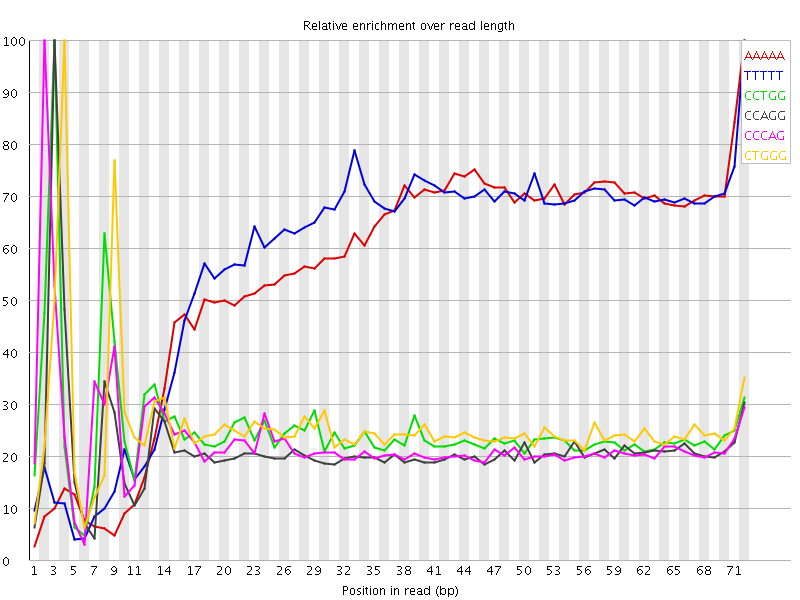 Relative enrichment over read length
100
90
80
70
60
50
40
30
20
10
0
AAAAA
TTTTT
CCTGG
CCAGG
CCCAG
CTGGG
1 3 5 7 9 11 14 17 20 23 26 29 32 35 38 41 44 47 50 53 56 59 62 65 68 71
Position in read (bp)